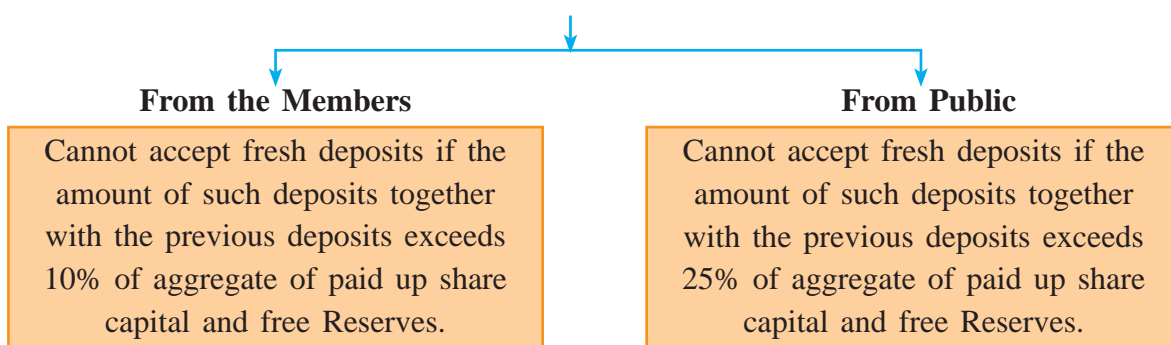 From the Members
Cannot accept fresh deposits if the
amount of such deposits together
with the previous deposits exceeds
10% of aggregate of paid up share
capital and free Reserves.
From Public
Cannot accept fresh deposits if the
amount of such deposits together
with the previous deposits exceeds
25% of aggregate of paid up share
capital and free Reserves.